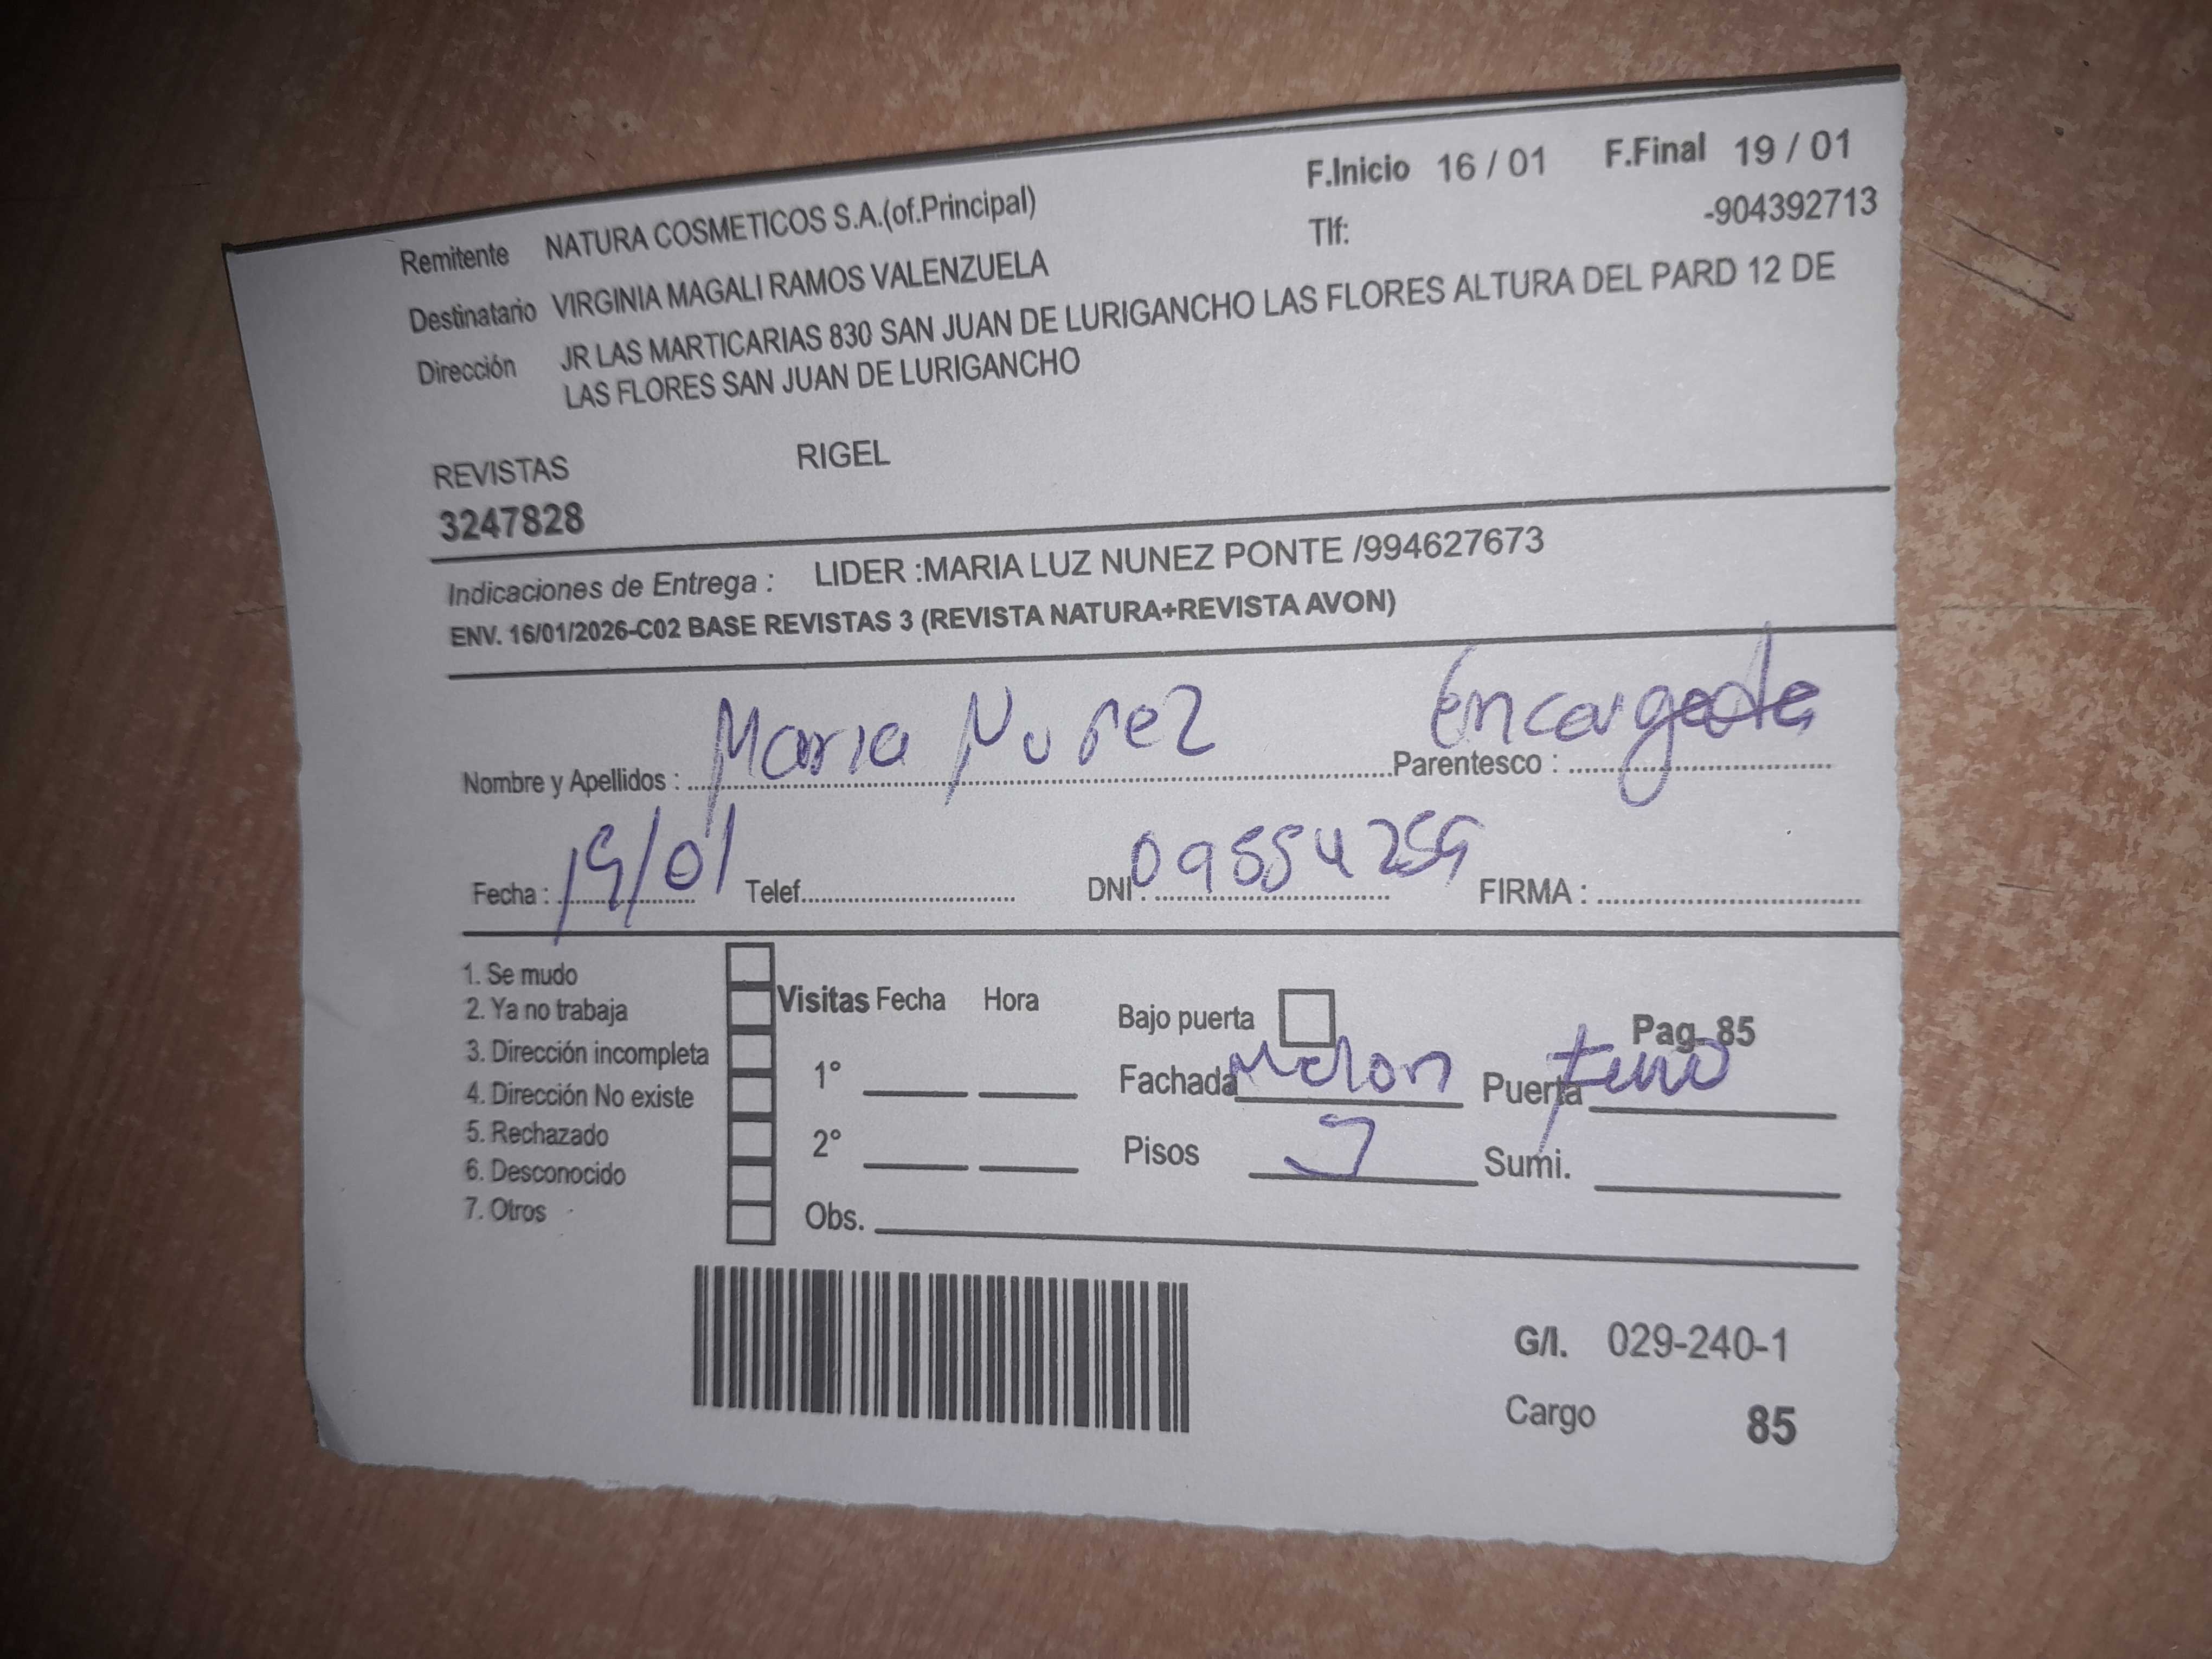 F.Inicio 16 / 01 F.Final 19 / 01
Remitente NATURA COSMETICOS S.A.(of.Principal) Tlf: -904392713
Destinatario VIRGINIA MAGALI RAMOS VALENZUELA
Dirección JR LAS MARTICARIAS 830 SAN JUAN DE LURIGANCHO LAS FLORES ALTURA DEL PARD 12 DE
LAS FLORES SAN JUAN DE LURIGANCHO
REVISTAS RIGEL
3247828
Indicaciones de Entrega : LIDER :MARIA LUZ NUNEZ PONTE /994627673
ENV. 16/01/2026-C02 BASE REVISTAS 3 (REVISTA NATURA+REVISTA AVON)
Nombre y Apellidos : Maria Nuñez Parentesco : Encargada
Fecha : 19/01 Telef. DNI : FIRMA :
1. Se mudo
2. Ya no trabaja
3. Dirección incompleta
4. Dirección No existe
5. Rechazado
6. Desconocido
7. Otros
Visitas Fecha Hora
1°
2°
Obs.
Bajo puerta Pag. 85
Fachada Melon Puerta
Pisos Sumi.
G/I. 029-240-1
Cargo 85